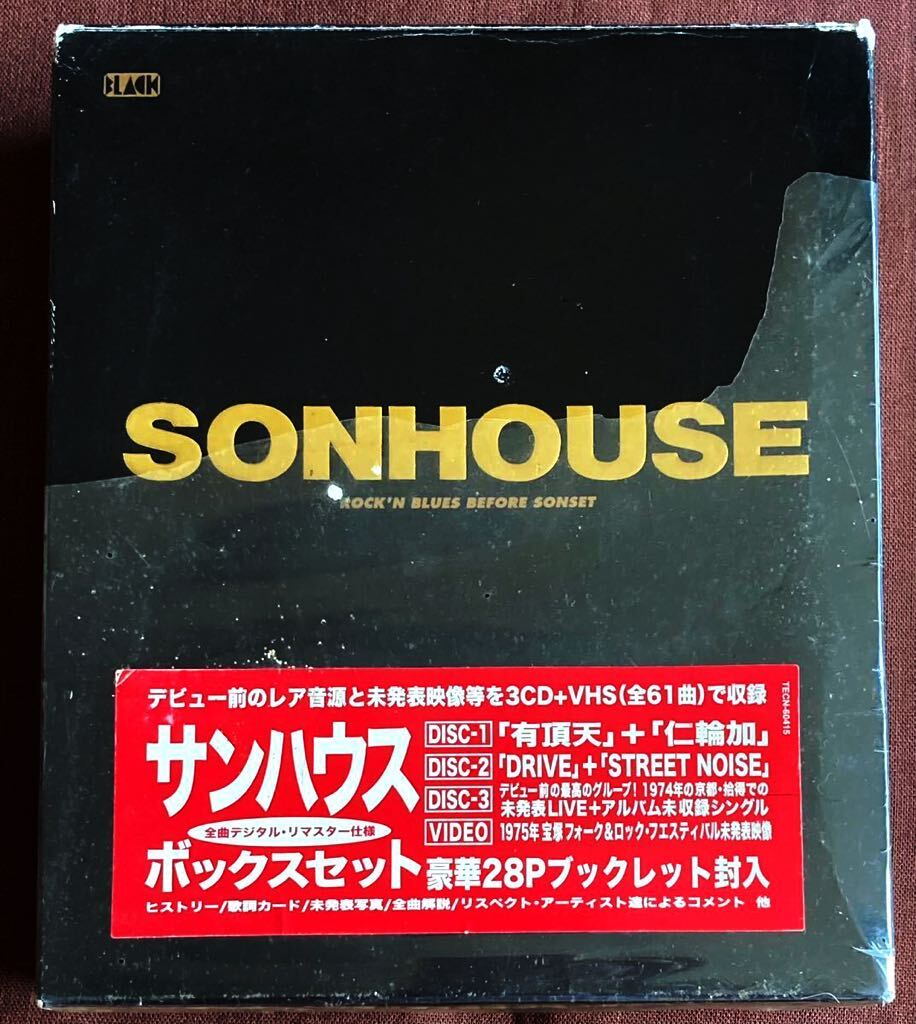 BLACK
SONHOUSE
ROCK'N BLUES BEFORE SONSET
デビュー前のレア音源と未発表映像等を3CD+VHS(全61曲)で収録
サンハウス
全曲デジタル・リマスター仕様
ボックスセット
DISC-1 「有頂天」+「仁輪加」
DISC-2 「DRIVE」+「STREET NOISE」
DISC-3 デビュー前の最高のグループ! 1974年の京都・拾得での
未発表LIVE+アルバム未収録シングル
VIDEO 1975年 宝塚フォーク&ロック・フエスティバル未発表映像
豪華28Pブックレット封入
ヒストリー/歌詞カード/未発表写真/全曲解説/リスペクト・アーティスト達によるコメント 他
TECN-60415